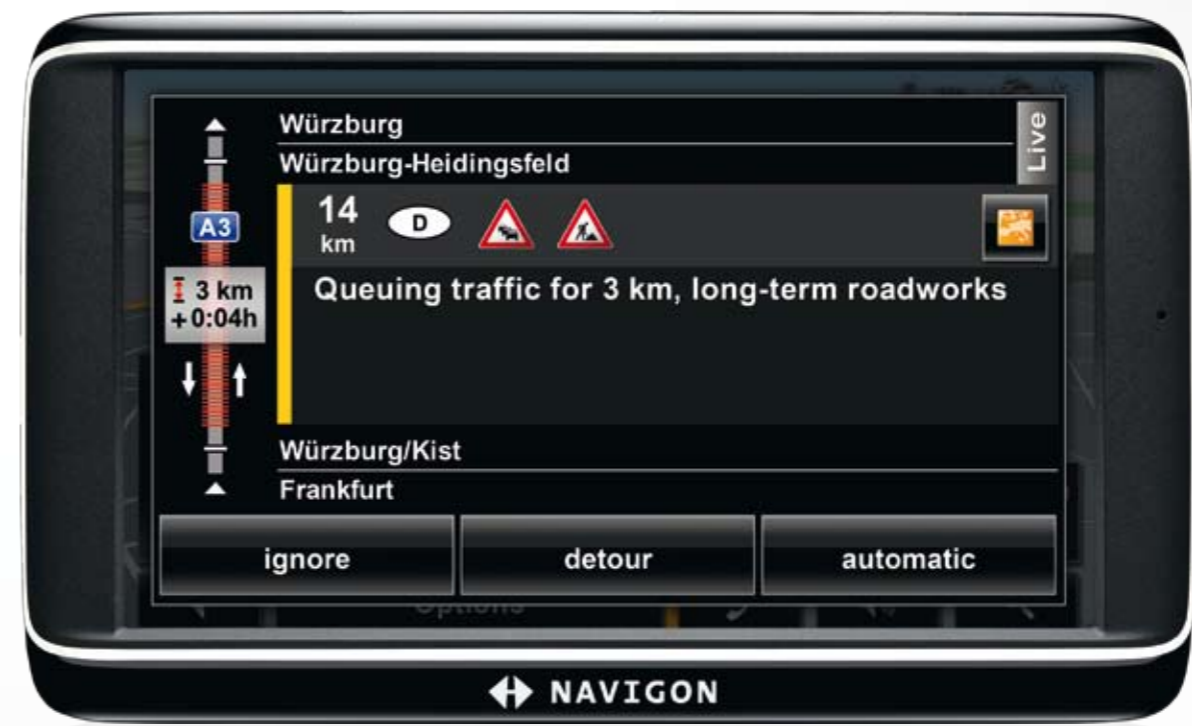 Würzburg
Live
Würzburg-Heidingsfeld
14
km
D
A3
3 km
+0:04h
Queuing traffic for 3 km, long-term roadworks
Würzburg/Kist
Frankfurt
ignore
detour
automatic
Options
NAVIGON